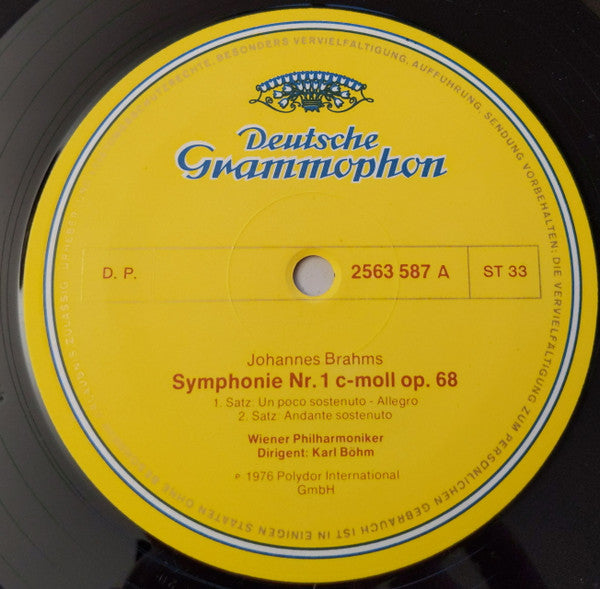 Deutsche
Grammophon
D. P.
2563 587 A
ST 33
Johannes Brahms
Symphonie Nr. 1 c-moll op. 68
1. Satz: Un poco sostenuto - Allegro
2. Satz: Andante sostenuto
Wiener Philharmoniker
Dirigent: Karl Böhm
℗ 1976 Polydor International
GmbH
BESONDERS VERVIELFÄLTIGUNG, AUFFÜHRUNG, SENDUNG VORBEHALTEN; DIE VERVIELFÄLTIGUNG ZUM PERSÖNLICHEN GEBRAUCH IST IN EINIGEN STAATEN OHNE